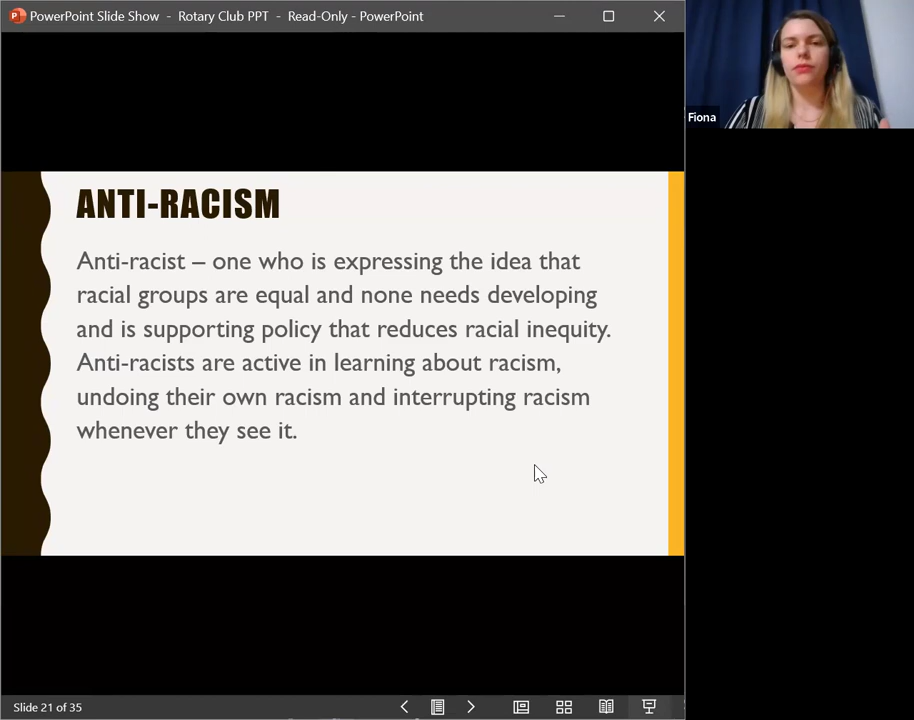 PowerPoint Slide Show - Rotary Club PPT - Read-Only - PowerPoint
Fiona
ANTI-RACISM
Anti-racist – one who is expressing the idea that
racial groups are equal and none needs developing
and is supporting policy that reduces racial inequity.
Anti-racists are active in learning about racism,
undoing their own racism and interrupting racism
whenever they see it.
Slide 21 of 35